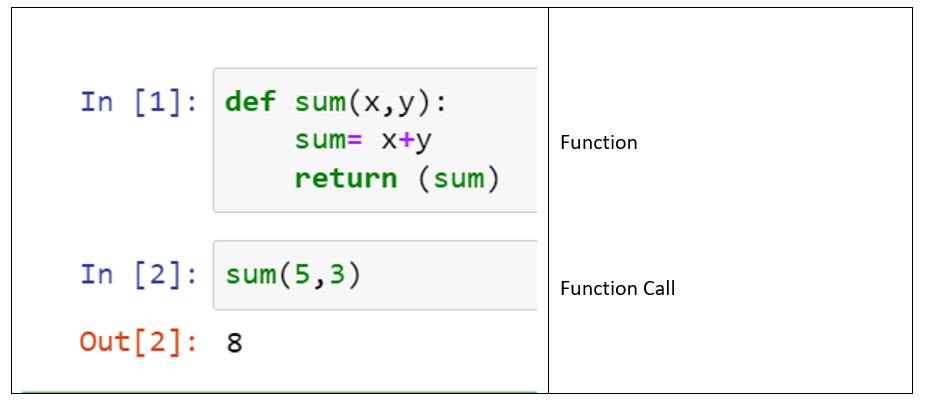 In [1]: def sum(x,y):
    sum= x+y
    return (sum)
Function
In [2]: sum(5,3)
Function Call
Out[2]: 8